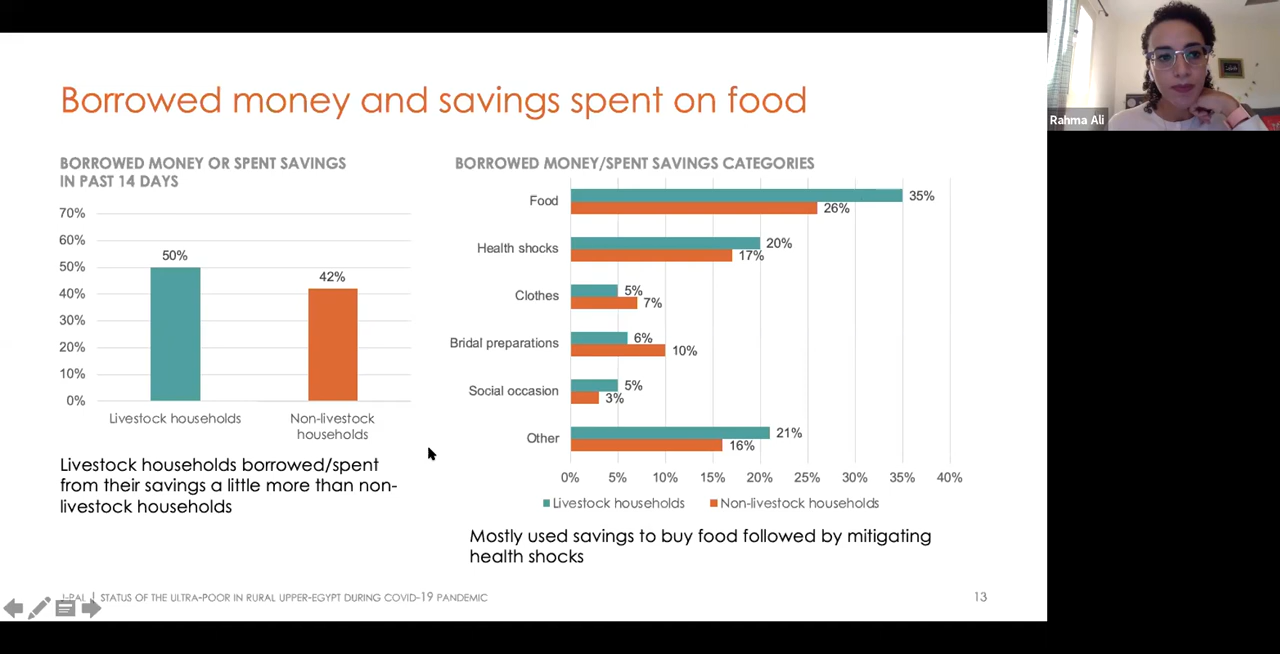 Borrowed money and savings spent on food
BORROWED MONEY OR SPENT SAVINGS
IN PAST 14 DAYS
70%
60%
50%
40%
30%
20%
10%
0%
50%
42%
Livestock households
Non-livestock
households
Livestock households borrowed/spent
from their savings a little more than non-
livestock households
BORROWED MONEY/SPENT SAVINGS CATEGORIES
Food
35%
26%
Health shocks
20%
17%
Clothes
5%
7%
Bridal preparations
6%
10%
Social occasion
5%
3%
Other
21%
16%
0% 5% 10% 15% 20% 25% 30% 35% 40%
Livestock households Non-livestock households
Mostly used savings to buy food followed by mitigating
health shocks
J-PAL | STATUS OF THE ULTRA-POOR IN RURAL UPPER-EGYPT DURING COVID-19 PANDEMIC
13
Rahma Ali